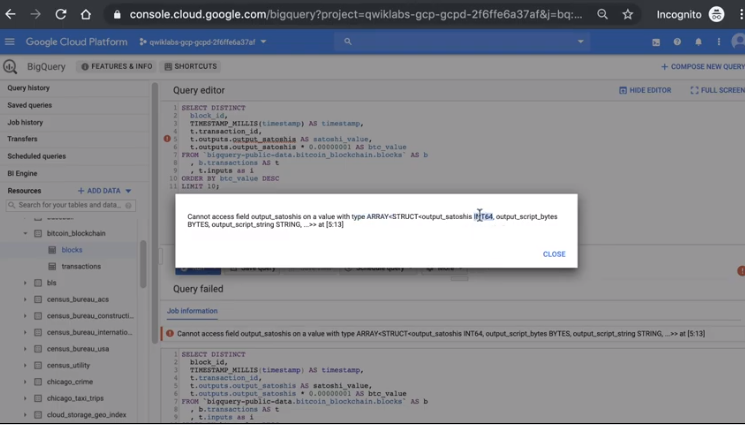 console.cloud.google.com/bigquery?project=qwiklabs-gcp-gcpd-2f6ffe6a37af&j=bq:...
Incognito
Google Cloud Platform
qwiklabs-gcp-gcpd-2f6ffe6a37af
BigQuery
FEATURES & INFO
SHORTCUTS
+ COMPOSE NEW QUERY
Query history
Saved queries
Job history
Transfers
Scheduled queries
BI Engine
Resources
+ ADD DATA
Search for your tables and data...
bitcoin_blockchain
blocks
transactions
bls
census_bureau_acs
census_bureau_constructi...
census_bureau_internatio...
census_bureau_usa
census_utility
chicago_crime
chicago_taxi_trips
cloud_storage_geo_index
Query editor
HIDE EDITOR
FULL SCREEN
1 SELECT DISTINCT
2 block_id,
3 TIMESTAMP_MILLIS(timestamp) AS timestamp,
4 t.transaction_id,
5 t.outputs.output_satoshis AS satoshi_value,
6 t.outputs.output_satoshis * 0.00000001 AS btc_value
7 FROM `bigquery-public-data.bitcoin_blockchain.blocks` AS b
8 , b.transactions AS t
9 , t.inputs as i
10 ORDER BY btc_value DESC
11 LIMIT 10;
Cannot access field output_satoshis on a value with type ARRAY<STRUCT<output_satoshis INT64, output_script_bytes
BYTES, output_script_string STRING, ...>> at [5:13]
CLOSE
Query failed
Job information
Cannot access field output_satoshis on a value with type ARRAY<STRUCT<output_satoshis INT64, output_script_bytes BYTES, output_script_string STRING, ...>> at [5:13]
1 SELECT DISTINCT
2 block_id,
3 TIMESTAMP_MILLIS(timestamp) AS timestamp,
4 t.transaction_id,
5 t.outputs.output_satoshis AS satoshi_value,
6 t.outputs.output_satoshis * 0.00000001 AS btc_value
7 FROM `bigquery-public-data.bitcoin_blockchain.blocks` AS b
8 , b.transactions AS t
9 , t.inputs as i